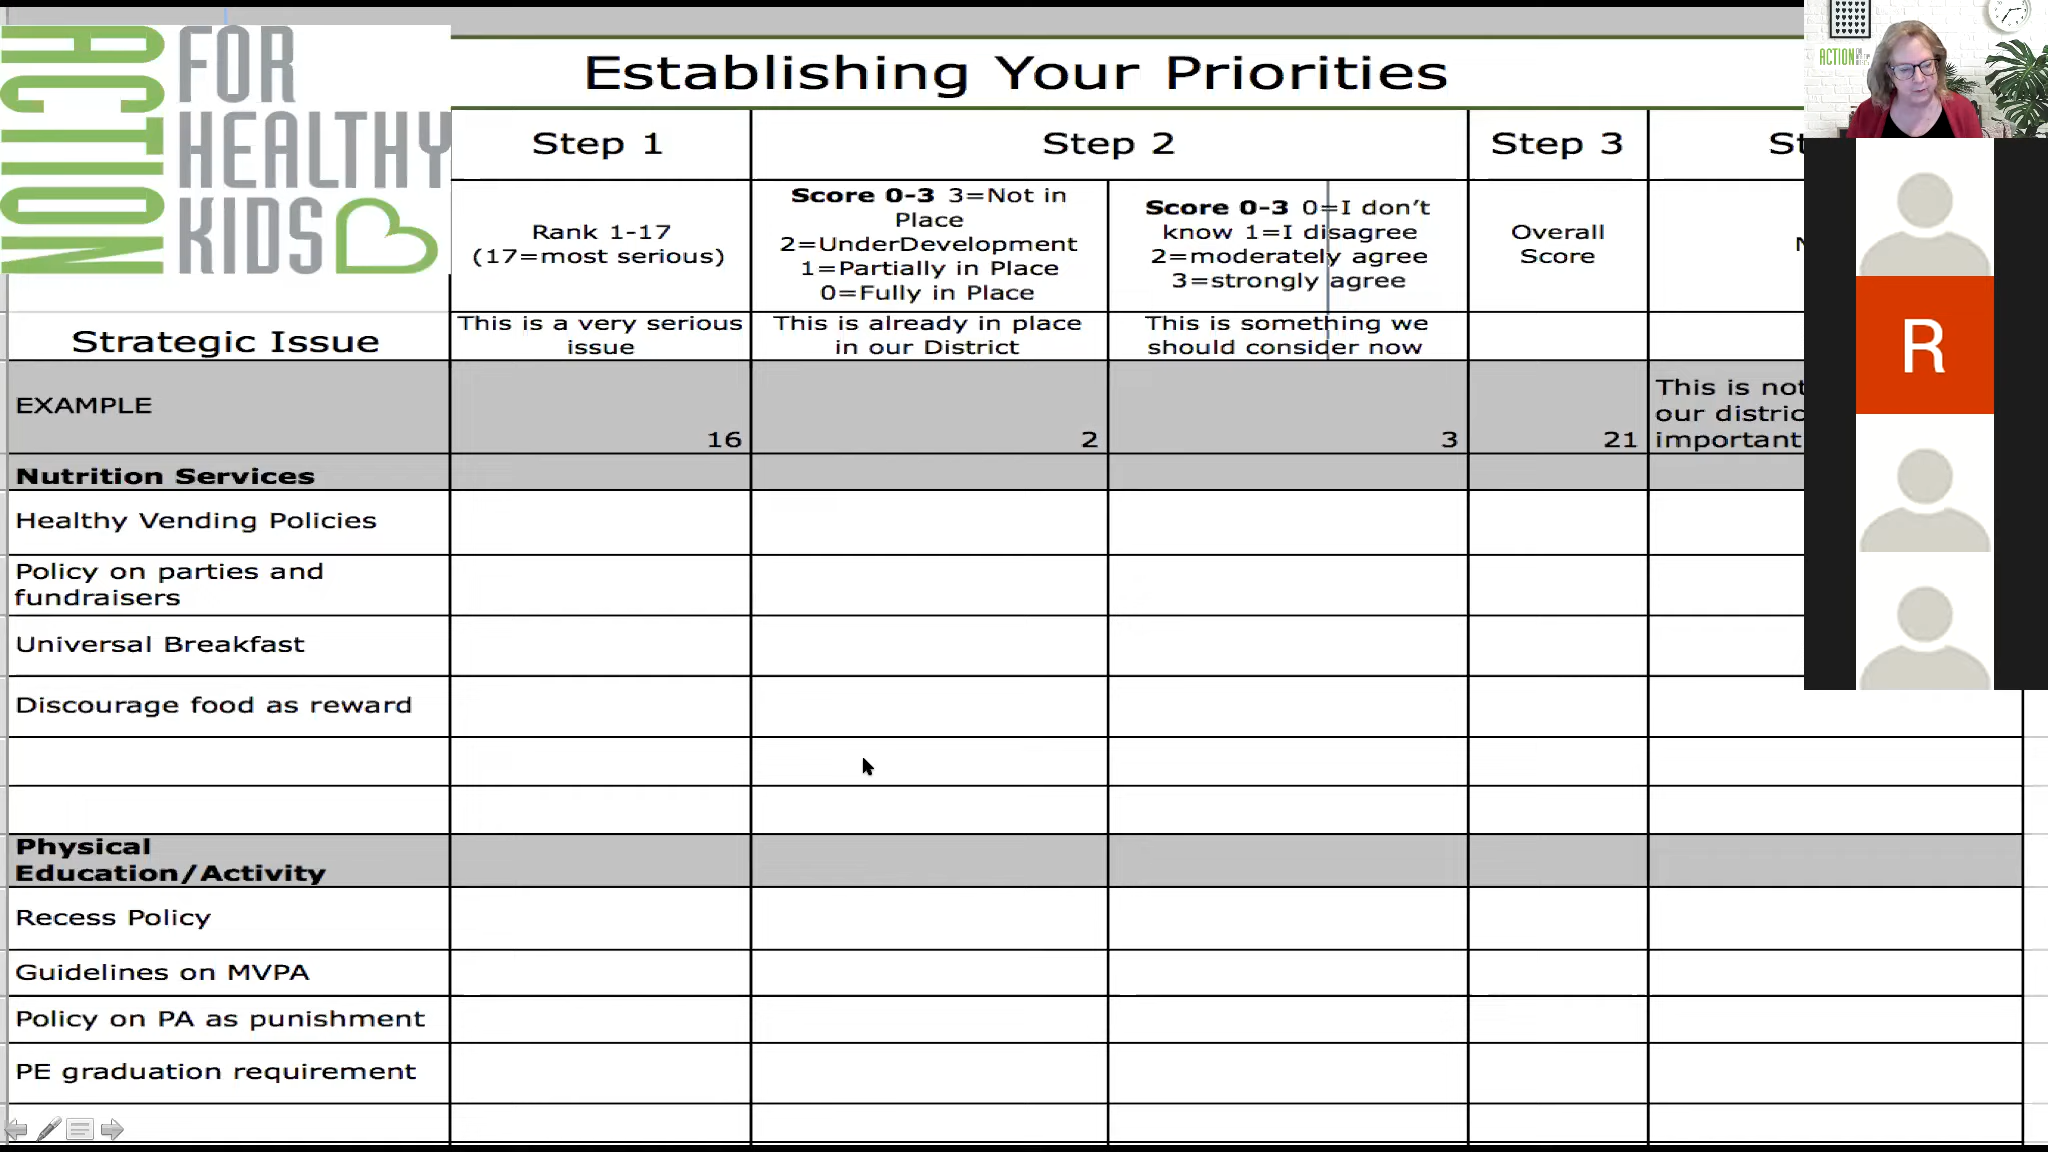 ACTION
FOR
HEALTHY
KIDS
Establishing Your Priorities
ACTION
Step 1
Step 2
Step 3
Rank 1-17
(17=most serious)
Score 0-3 3=Not in
Place
2=UnderDevelopment
1=Partially in Place
0=Fully in Place
Score 0-3 0=I don't
know 1=I disagree
2=moderately agree
3=strongly agree
Overall
Score
Strategic Issue
This is a very serious
issue
This is already in place
in our District
This is something we
should consider now
EXAMPLE
16
2
3
21
This is not
our distric
important
R
Nutrition Services
Healthy Vending Policies
Policy on parties and
fundraisers
Universal Breakfast
Discourage food as reward
Physical
Education/Activity
Recess Policy
Guidelines on MVPA
Policy on PA as punishment
PE graduation requirement